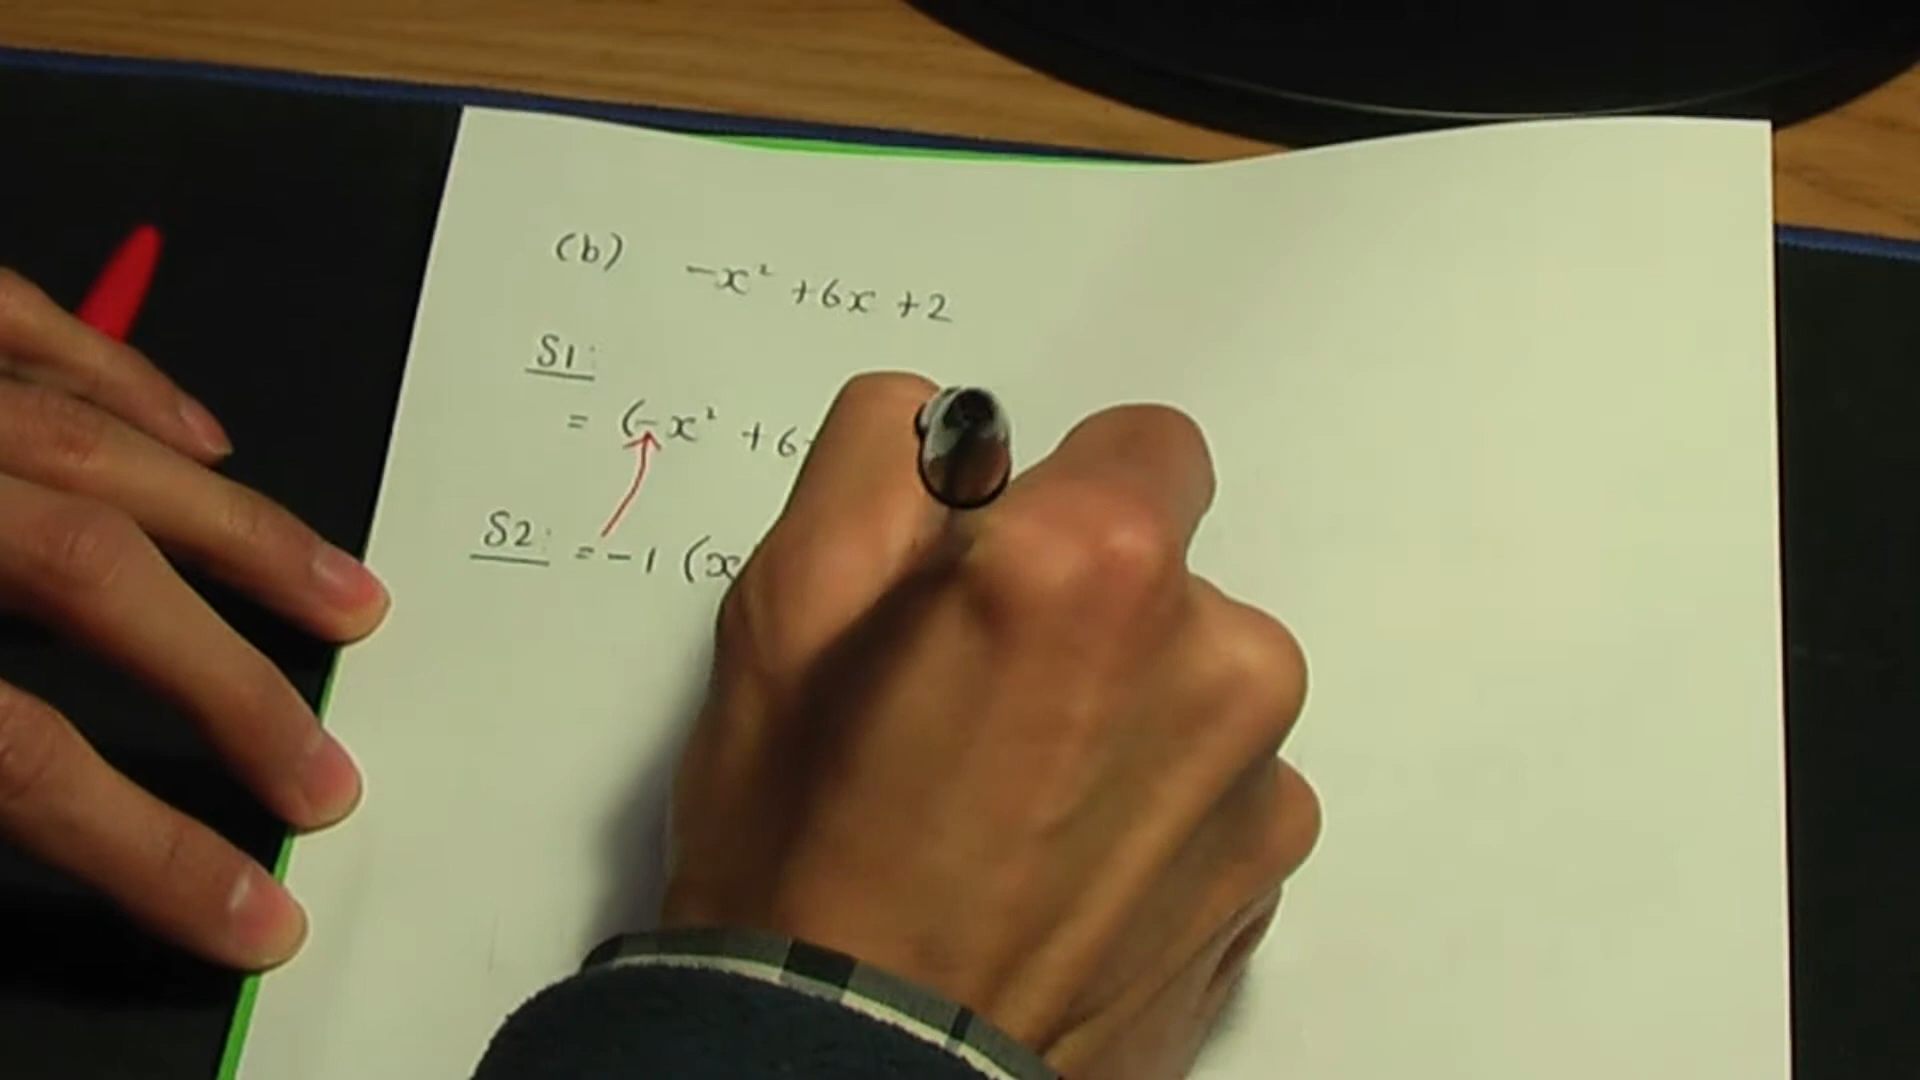 (b) -x² +6x +2
S1:
= (-x² +6
S2: = -1 (x